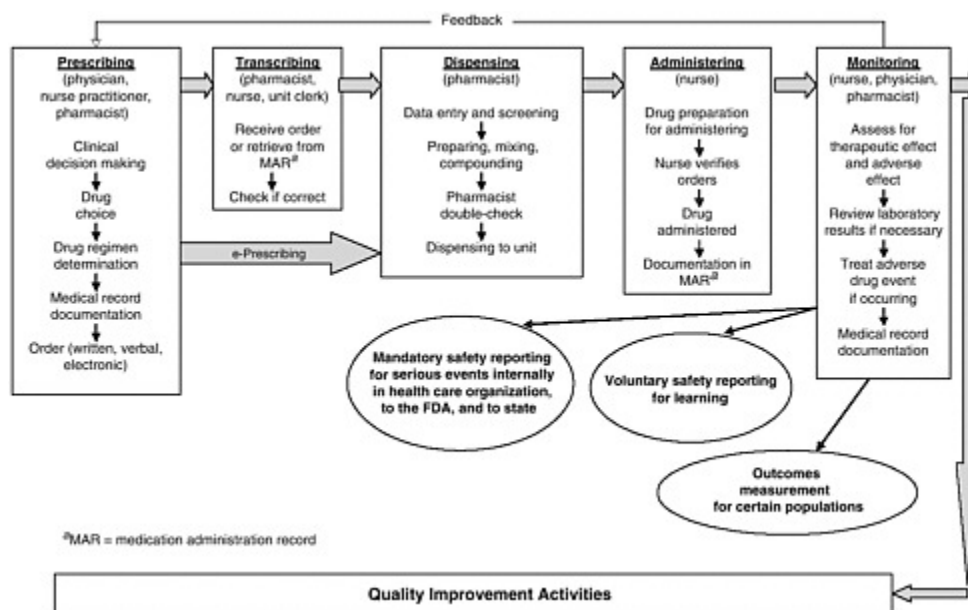 Feedback
Prescribing
(physician,
nurse practitioner,
pharmacist)
Clinical
decision making
Drug
choice
Drug regimen
determination
Medical record
documentation
Order (written, verbal,
electronic)
Transcribing
(pharmacist,
nurse, unit clerk)
Receive order
or retrieve from
MARa
Check if correct
e-Prescribing
Dispensing
(pharmacist)
Data entry and screening
Preparing, mixing,
compounding
Pharmacist
double-check
Dispensing to unit
Administering
(nurse)
Drug preparation
for administering
Nurse verifies
orders
Drug
administered
Documentation in
MARa
Monitoring
(nurse, physician,
pharmacist)
Assess for
therapeutic effect
and adverse
effect
Review laboratory
results if necessary
Treat adverse
drug event
if occurring
Medical record
documentation
Mandatory safety reporting
for serious events internally
in health care organization,
to the FDA, and to state
Voluntary safety reporting
for learning
Outcomes
measurement
for certain populations
aMAR = medication administration record
Quality Improvement Activities